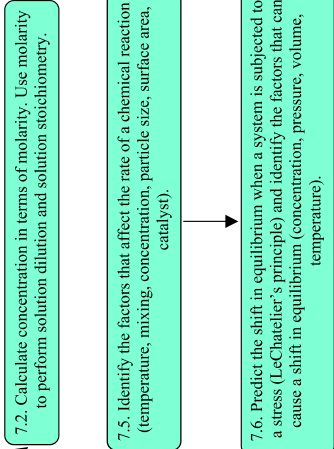 7.2. Calculate concentration in terms of molarity. Use molarity
to perform solution dilution and solution stoichiometry.
7.5. Identify the factors that affect the rate of a chemical reaction
(temperature, mixing, concentration, particle size, surface area,
catalyst).
7.6. Predict the shift in equilibrium when a system is subjected to
a stress (LeChatelier's principle) and identify the factors that can
cause a shift in equilibrium (concentration, pressure, volume,
temperature).